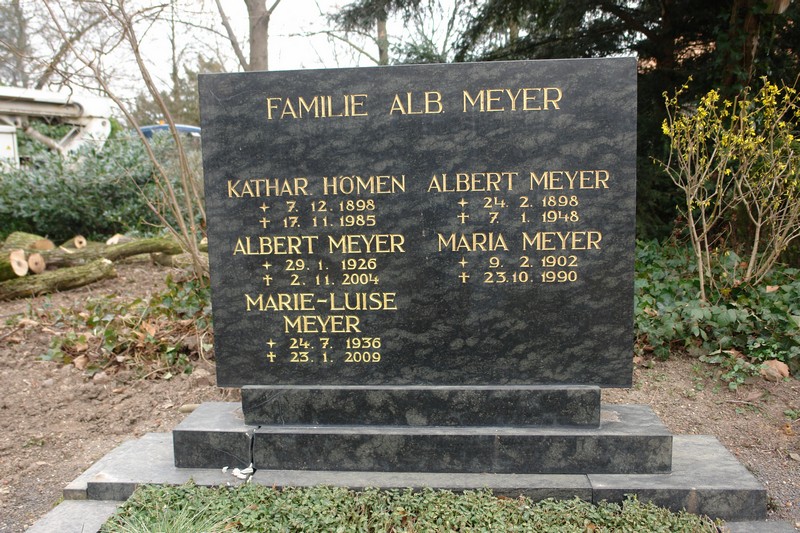 FAMILIE ALB. MEYER
KATHAR. HÖMEN
+ 7. 12. 1898
✝ 17. 11. 1985
ALBERT MEYER
+ 29. 1. 1926
✝ 2. 11. 2004
MARIE-LUISE
MEYER
+ 24. 7. 1936
✝ 23. 1. 2009
ALBERT MEYER
+ 24. 2. 1898
✝ 7. 1. 1948
MARIA MEYER
+ 9. 2. 1902
✝ 23.10. 1990